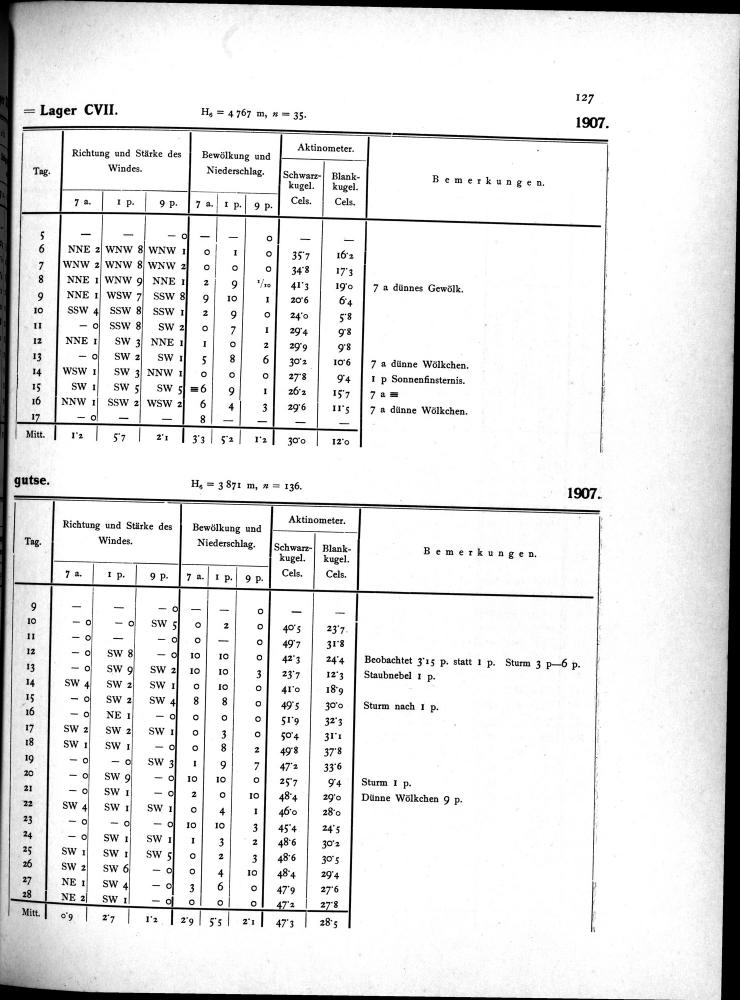 127
= Lager CVII. H₆ = 4 767 m, n = 35. 1907.
Tag. Richtung und Stärke des Windes. Bewölkung und Niederschlag. Aktinometer. Bemerkungen.
Schwarz-kugel. Blank-kugel.
7 a. 1 p. 9 p. 7 a. 1 p. 9 p. Cels. Cels.
5 — — — 0 — — 0 — —
6 NNE 2 WNW 8 WNW 1 0 1 0 35·7 16·2
7 WNW 2 WNW 8 WNW 2 0 0 0 34·8 17·3
8 NNE 1 WNW 9 NNE 1 2 9 1/10 41·3 19·0 7 a dünnes Gewölk.
9 NNE 1 WSW 7 SSW 8 9 10 1 20·6 6·4
10 SSW 4 SSW 8 SSW 1 2 9 0 24·0 5·8
11 — 0 SSW 8 SW 2 0 7 1 29·4 9·8
12 NNE 1 SW 3 NNE 1 1 0 2 29·9 9·8
13 — 0 SW 2 SW 1 5 8 6 30·2 10·6 7 a dünne Wölkchen.
14 WSW 1 SW 3 NNW 1 0 0 0 27·8 9·4 1 p Sonnenfinsternis.
15 SW 1 SW 5 SW 5 ≡6 9 1 26·2 15·7 7 a ≡
16 NNW 1 SSW 2 WSW 2 6 4 3 29·6 11·5 7 a dünne Wölkchen.
17 — 0 — — 8 — — — —
Mitt. 1·2 5·7 2·1 3·3 5·2 1·2 30·0 12·0
gutse. H₆ = 3 871 m, n = 136. 1907.
Tag. Richtung und Stärke des Windes. Bewölkung und Niederschlag. Aktinometer. Bemerkungen.
Schwarz-kugel. Blank-kugel.
7 a. 1 p. 9 p. 7 a. 1 p. 9 p. Cels. Cels.
9 — — — 0 — — 0 — —
10 — 0 — 0 SW 5 0 2 0 40·5 23·7
11 — 0 — — 0 0 — 0 49·7 31·8
12 — 0 SW 8 — 0 10 10 0 42·3 24·4 Beobachtet 3·15 p. statt 1 p. Sturm 3 p—6 p.
13 — 0 SW 9 SW 2 10 10 3 23·7 12·3 Staubnebel 1 p.
14 SW 4 SW 2 SW 1 0 10 0 41·0 18·9
15 — 0 SW 2 SW 4 8 8 0 49·5 30·0 Sturm nach 1 p.
16 — 0 NE 1 — 0 0 0 0 51·9 32·3
17 SW 2 SW 2 SW 1 0 3 0 50·4 31·1
18 SW 1 SW 1 — 0 0 8 2 49·8 37·8
19 — 0 — 0 SW 3 1 9 7 47·2 33·6
20 — 0 SW 9 — 0 10 10 0 25·7 9·4 Sturm 1 p.
21 — 0 SW 1 — 0 2 0 10 48·4 29·0 Dünne Wölkchen 9 p.
22 SW 4 SW 1 SW 1 0 4 1 46·0 28·0
23 — 0 — 0 — 0 10 10 3 45·4 24·5
24 — 0 SW 1 SW 1 1 3 2 48·6 30·2
25 SW 1 SW 1 SW 5 0 2 3 48·6 30·5
26 SW 2 SW 6 — 0 0 4 10 48·4 29·4
27 NE 1 SW 4 — 0 3 6 0 47·9 27·6
28 NE 2 SW 1 — 0 0 0 0 47·2 27·8
Mitt. 0·9 2·7 1·2 2·9 5·5 2·1 47·3 28·5